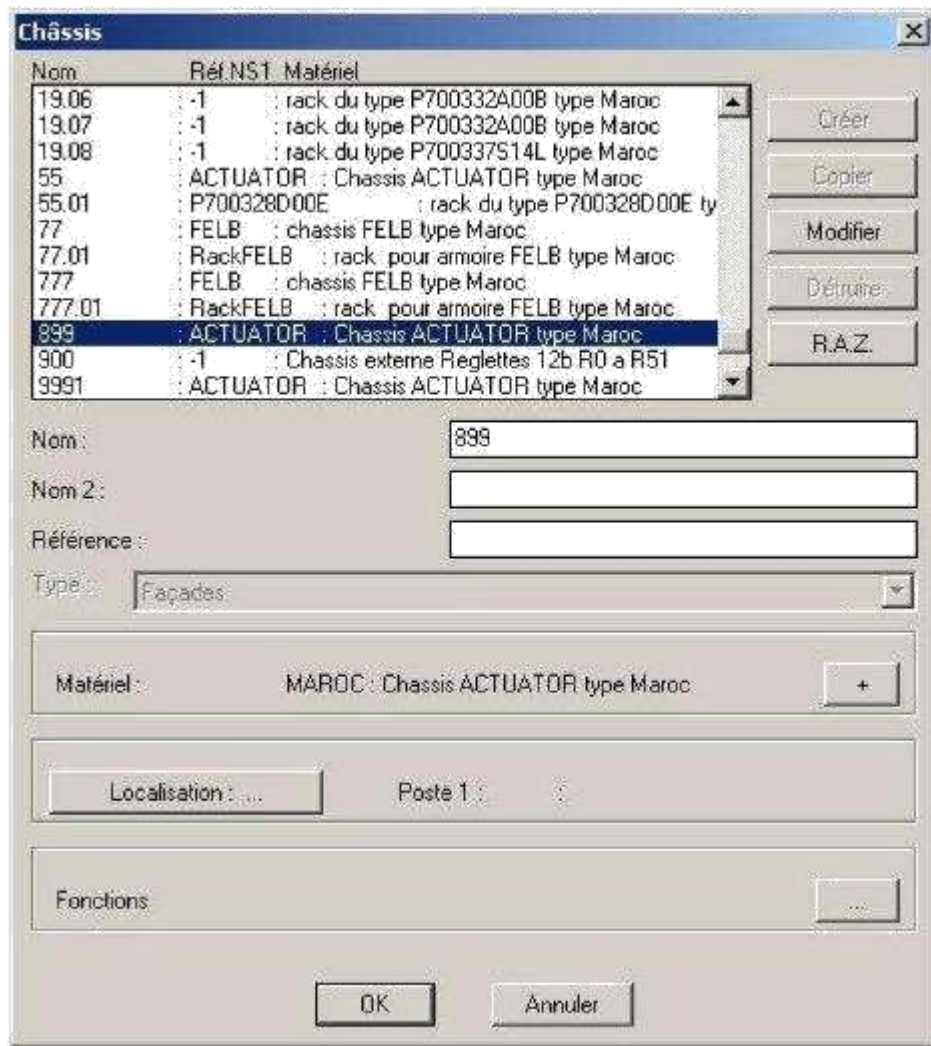 Châssis
Nom Réf.NS1 Matériel
19.06 : -1 : rack du type P700332A00B type Maroc
19.07 : -1 : rack du type P700332A00B type Maroc
19.08 : -1 : rack du type P700337S14L type Maroc
55 : ACTUATOR : Chassis ACTUATOR type Maroc
55.01 : P700328D00E : rack du type P700328D00E ty
77 : FELB : chassis FELB type Maroc
77.01 : RackFELB : rack pour armoire FELB type Maroc
777 : FELB : chassis FELB type Maroc
777.01 : RackFELB : rack pour armoire FELB type Maroc
899 : ACTUATOR : Chassis ACTUATOR type Maroc
900 : -1 : Chassis externe Reglettes 12b R0 a R51
9991 : ACTUATOR : Chassis ACTUATOR type Maroc
Créer
Copier
Modifier
Détruire
R.A.Z.
Nom : 899
Nom 2 :
Référence :
Type : Façades
Matériel : MAROC : Chassis ACTUATOR type Maroc +
Localisation : ... Poste 1 : :
Fonctions ...
OK Annuler